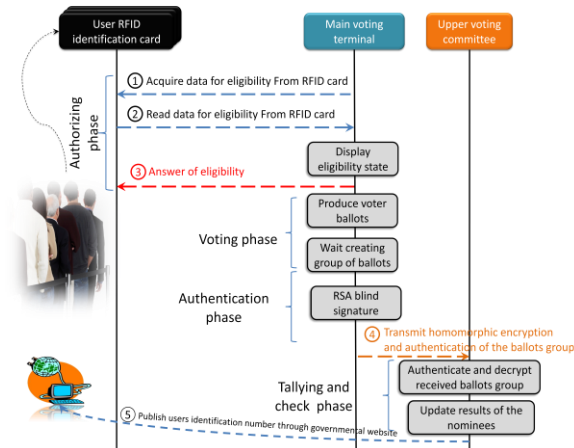 User RFID
identification card
Main voting
terminal
Upper voting
committee
1 Acquire data for eligibility From RFID card
2 Read data for eligibility From RFID card
Authorizing
phase
Display
eligibility state
3 Answer of eligibility
Produce voter
ballots
Voting phase
Wait creating
group of ballots
Authentication
phase
RSA blind
signature
4 Transmit homomorphic encryption
and authentication of the ballots group
Tallying and
check phase
Authenticate and decrypt
received ballots group
Update results of the
nominees
5 Publish users identification number through governmental website